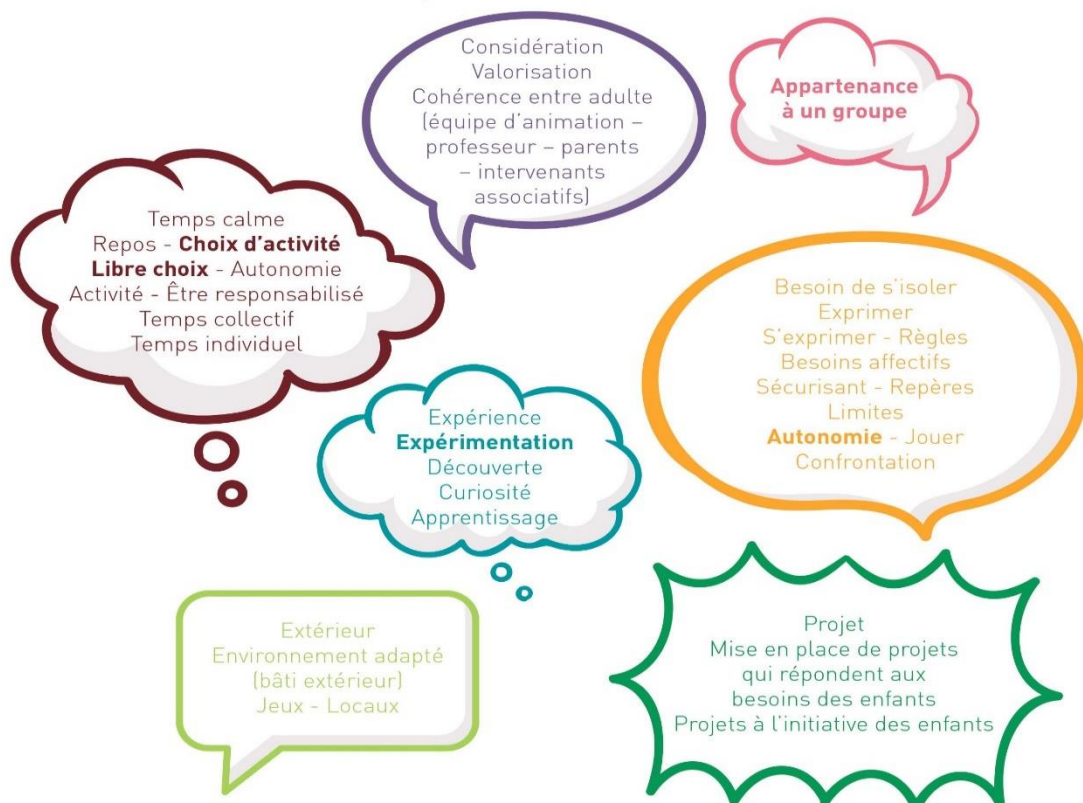 Considération
Valorisation
Cohérence entre adulte
(équipe d'animation –
professeur – parents
– intervenants
associatifs)
Appartenance
à un groupe
Temps calme
Repos - Choix d'activité
Libre choix - Autonomie
Activité - Être responsabilisé
Temps collectif
Temps individuel
Besoin de s'isoler
Exprimer
S'exprimer - Règles
Besoins affectifs
Sécurisant - Repères
Limites
Autonomie - Jouer
Confrontation
Expérience
Expérimentation
Découverte
Curiosité
Apprentissage
Extérieur
Environnement adapté
(bâti extérieur)
Jeux - Locaux
Projet
Mise en place de projets
qui répondent aux
besoins des enfants
Projets à l'initiative des enfants